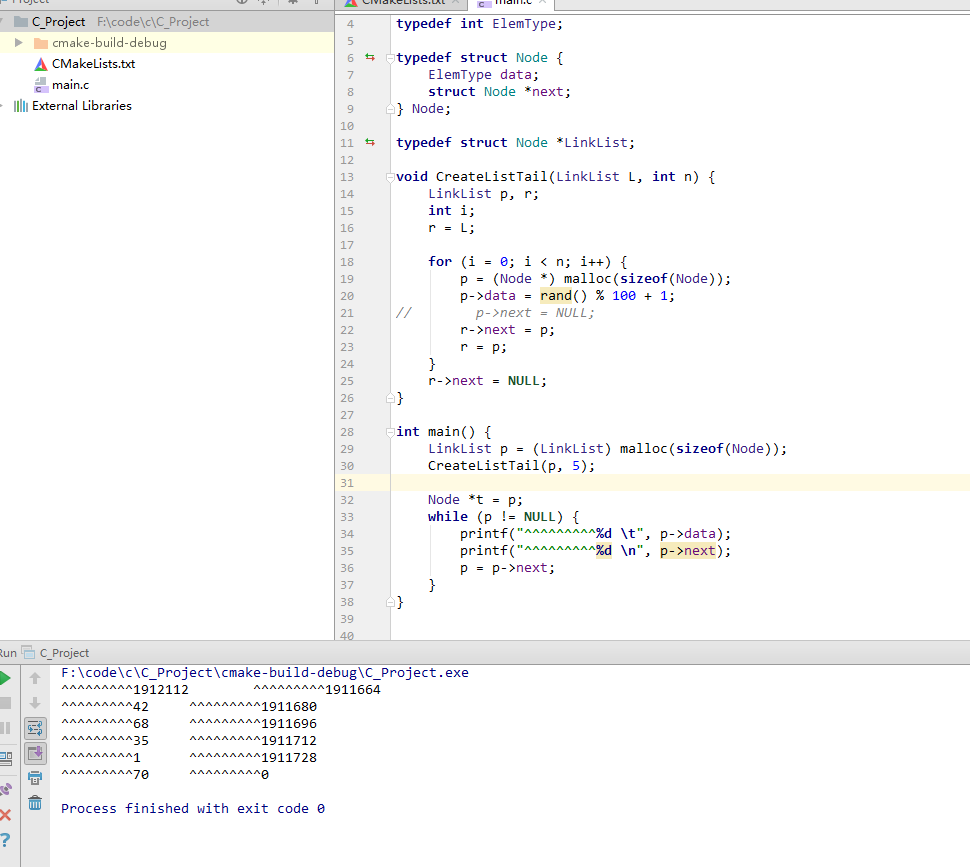 Project
CMakeLists.txt
main.c
C_Project F:\code\c\C_Project
cmake-build-debug
CMakeLists.txt
main.c
External Libraries
4 typedef int ElemType;
5
6 typedef struct Node {
7 ElemType data;
8 struct Node *next;
9 } Node;
10
11 typedef struct Node *LinkList;
12
13 void CreateListTail(LinkList L, int n) {
14 LinkList p, r;
15 int i;
16 r = L;
17
18 for (i = 0; i < n; i++) {
19 p = (Node *) malloc(sizeof(Node));
20 p->data = rand() % 100 + 1;
21 // p->next = NULL;
22 r->next = p;
23 r = p;
24 }
25 r->next = NULL;
26 }
27
28 int main() {
29 LinkList p = (LinkList) malloc(sizeof(Node));
30 CreateListTail(p, 5);
31
32 Node *t = p;
33 while (p != NULL) {
34 printf("^^^^^^^^^%d \t", p->data);
35 printf("^^^^^^^^^%d \n", p->next);
36 p = p->next;
37 }
38 }
39
40
Run C_Project
F:\code\c\C_Project\cmake-build-debug\C_Project.exe
^^^^^^^^^1912112 ^^^^^^^^^1911664
^^^^^^^^^42 ^^^^^^^^^1911680
^^^^^^^^^68 ^^^^^^^^^1911696
^^^^^^^^^35 ^^^^^^^^^1911712
^^^^^^^^^1 ^^^^^^^^^1911728
^^^^^^^^^70 ^^^^^^^^^0
Process finished with exit code 0